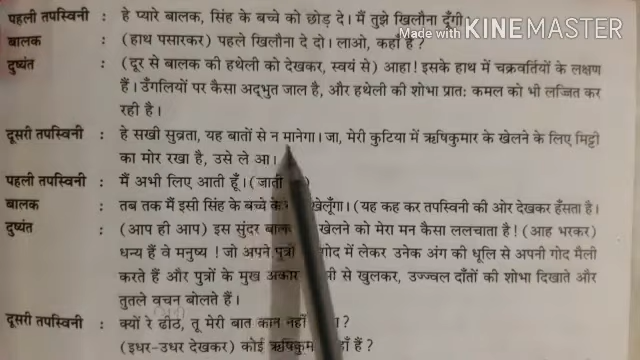 पहली तपस्विनी : हे प्यारे बालक, सिंह के बच्चे को छोड़ दे। मैं तुझे खिलौना दूँगी
Made with KINEMASTER
बालक : (हाथ पसारकर) पहले खिलौना दे दो। लाओ, कहाँ है ?
दुष्यंत : (दूर से बालक की हथेली को देखकर, स्वयं से) आहा! इसके हाथ में चक्रवर्तियों के लक्षण
हैं। उँगलियों पर कैसा अद्भुत जाल है, और हथेली की शोभा प्रातः कमल को भी लज्जित कर
रही है।
दूसरी तपस्विनी : हे सखी सुव्रता, यह बातों से न मानेगा। जा, मेरी कुटिया में ऋषिकुमार के खेलने के लिए मिट्टी
का मोर रखा है, उसे ले आ।
पहली तपस्विनी : मैं अभी लिए आती हूँ। (जाती
बालक : तब तक मैं इसी सिंह के बच्चे के खेलूँगा। (यह कह कर तपस्विनी की ओर देखकर हँसता है।
दुष्यंत : (आप ही आप) इस सुंदर खेलने को मेरा मन कैसा ललचाता है! (आह भरकर)
धन्य हैं वे मनुष्य ! जो अपने पुत्रों गोद में लेकर उनेक अंग की धूलि से अपनी गोद मैली
करते हैं और पुत्रों के मुख से खुलकर, उज्ज्वल दाँतों की शोभा दिखाते और
तुतले वचन बोलते हैं।
दूसरी तपस्विनी : क्यों रे ढीठ, तू मेरी बात कान नहीं ?
(इधर-उधर देखकर) कोई हैं ?